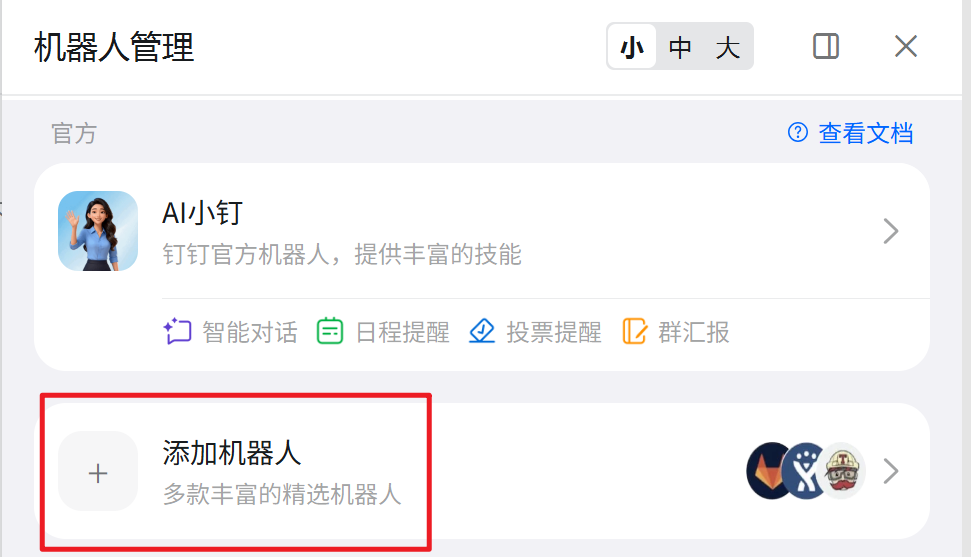 机器人管理
小 中 大
官方
查看文档
AI小钉
钉钉官方机器人，提供丰富的技能
智能对话 日程提醒 投票提醒 群汇报
添加机器人
多款丰富的精选机器人